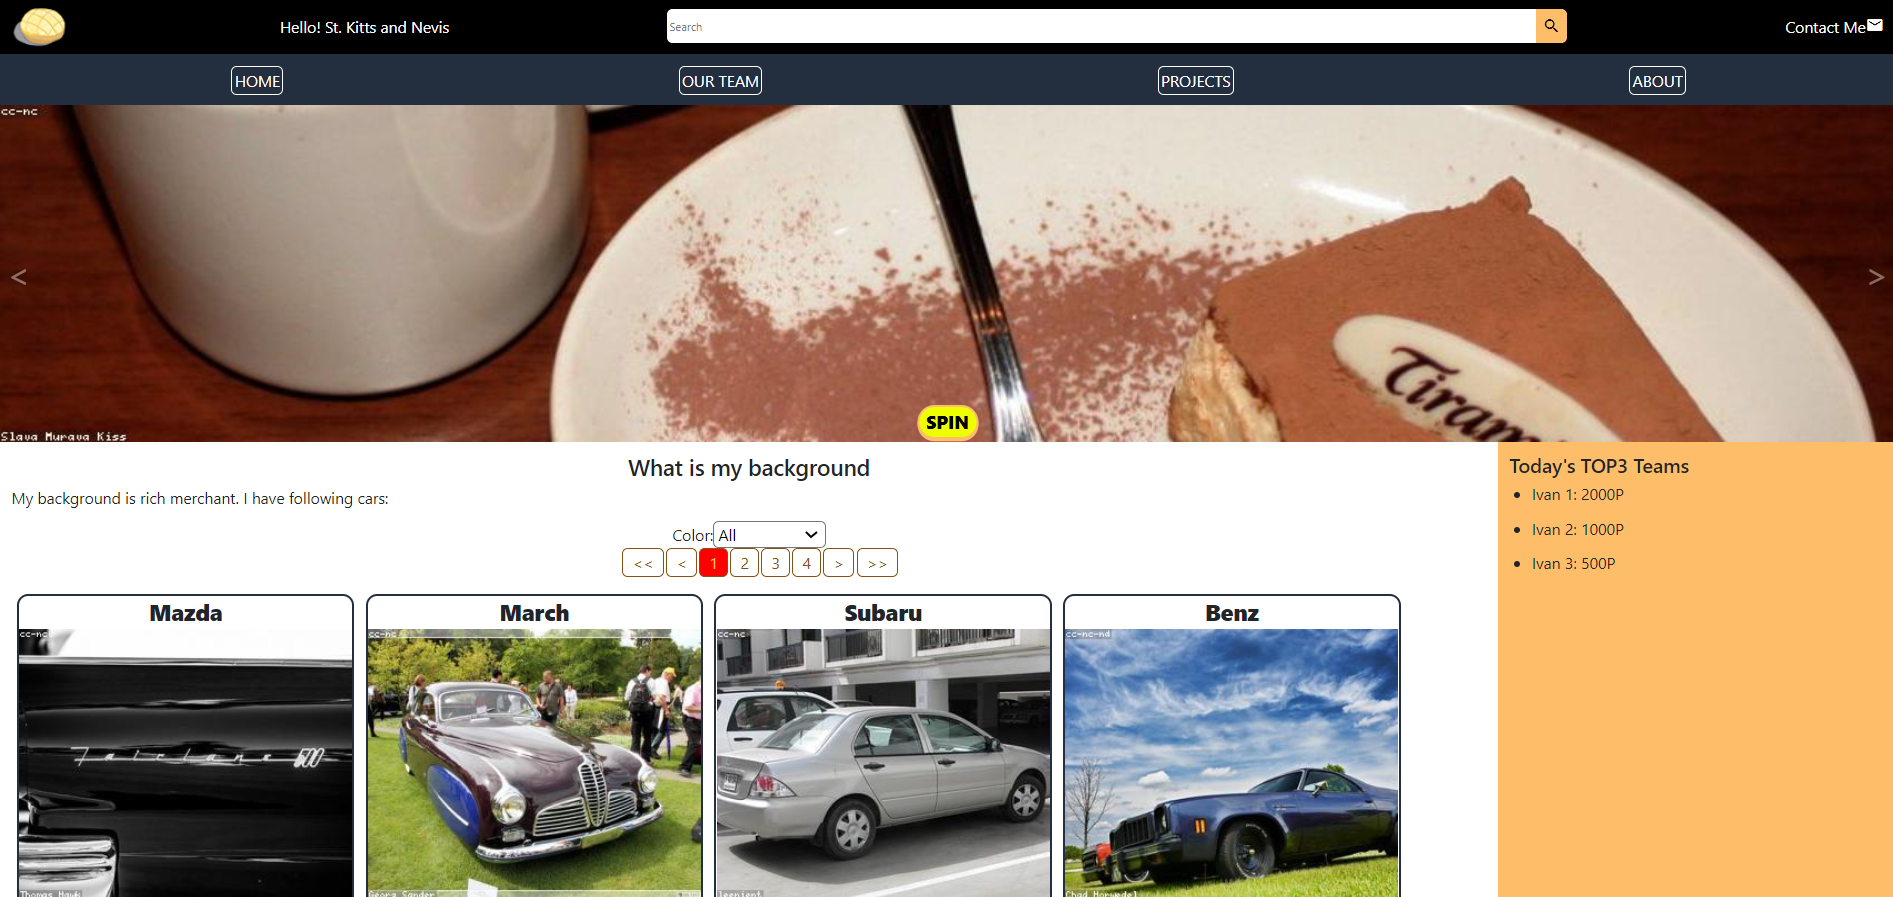 Hello! St. Kitts and Nevis
Search
Contact Me
HOME
OUR TEAM
PROJECTS
ABOUT
cc-nc
<
>
Tiram
SPIN
Slava Murava Kiss
What is my background
My background is rich merchant. I have following cars:
Color: All
<< < 1 2 3 4 > >>
Today's TOP3 Teams
Ivan 1: 2000P
Ivan 2: 1000P
Ivan 3: 500P
Mazda
March
Subaru
Benz
cc-nc
cc-nc
cc-nc
cc-nc-nd
Fairlane 500
Thomas Hawk
Georg Sander
leenient
Chad Horwedel